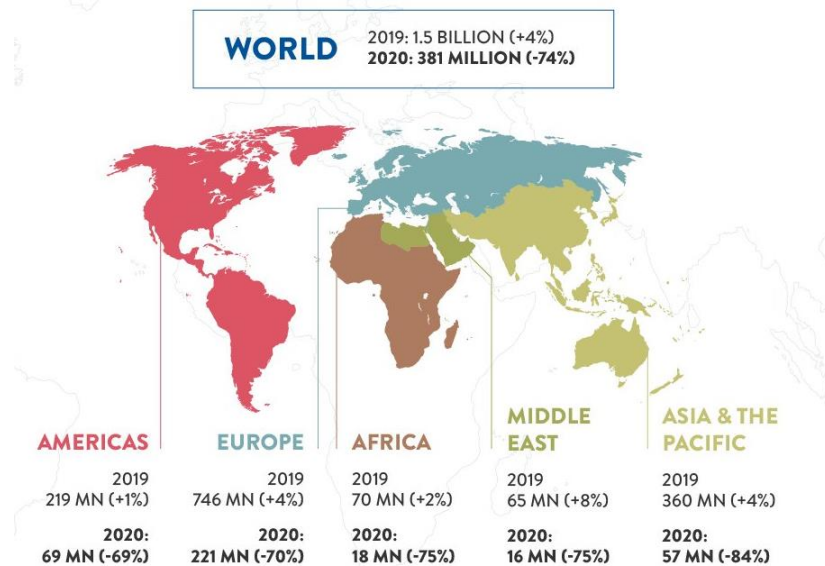 WORLD
2019: 1.5 BILLION (+4%)
2020: 381 MILLION (-74%)
AMERICAS
2019
219 MN (+1%)
2020:
69 MN (-69%)
EUROPE
2019
746 MN (+4%)
2020:
221 MN (-70%)
AFRICA
2019
70 MN (+2%)
2020:
18 MN (-75%)
MIDDLE
EAST
2019
65 MN (+8%)
2020:
16 MN (-75%)
ASIA & THE
PACIFIC
2019
360 MN (+4%)
2020:
57 MN (-84%)